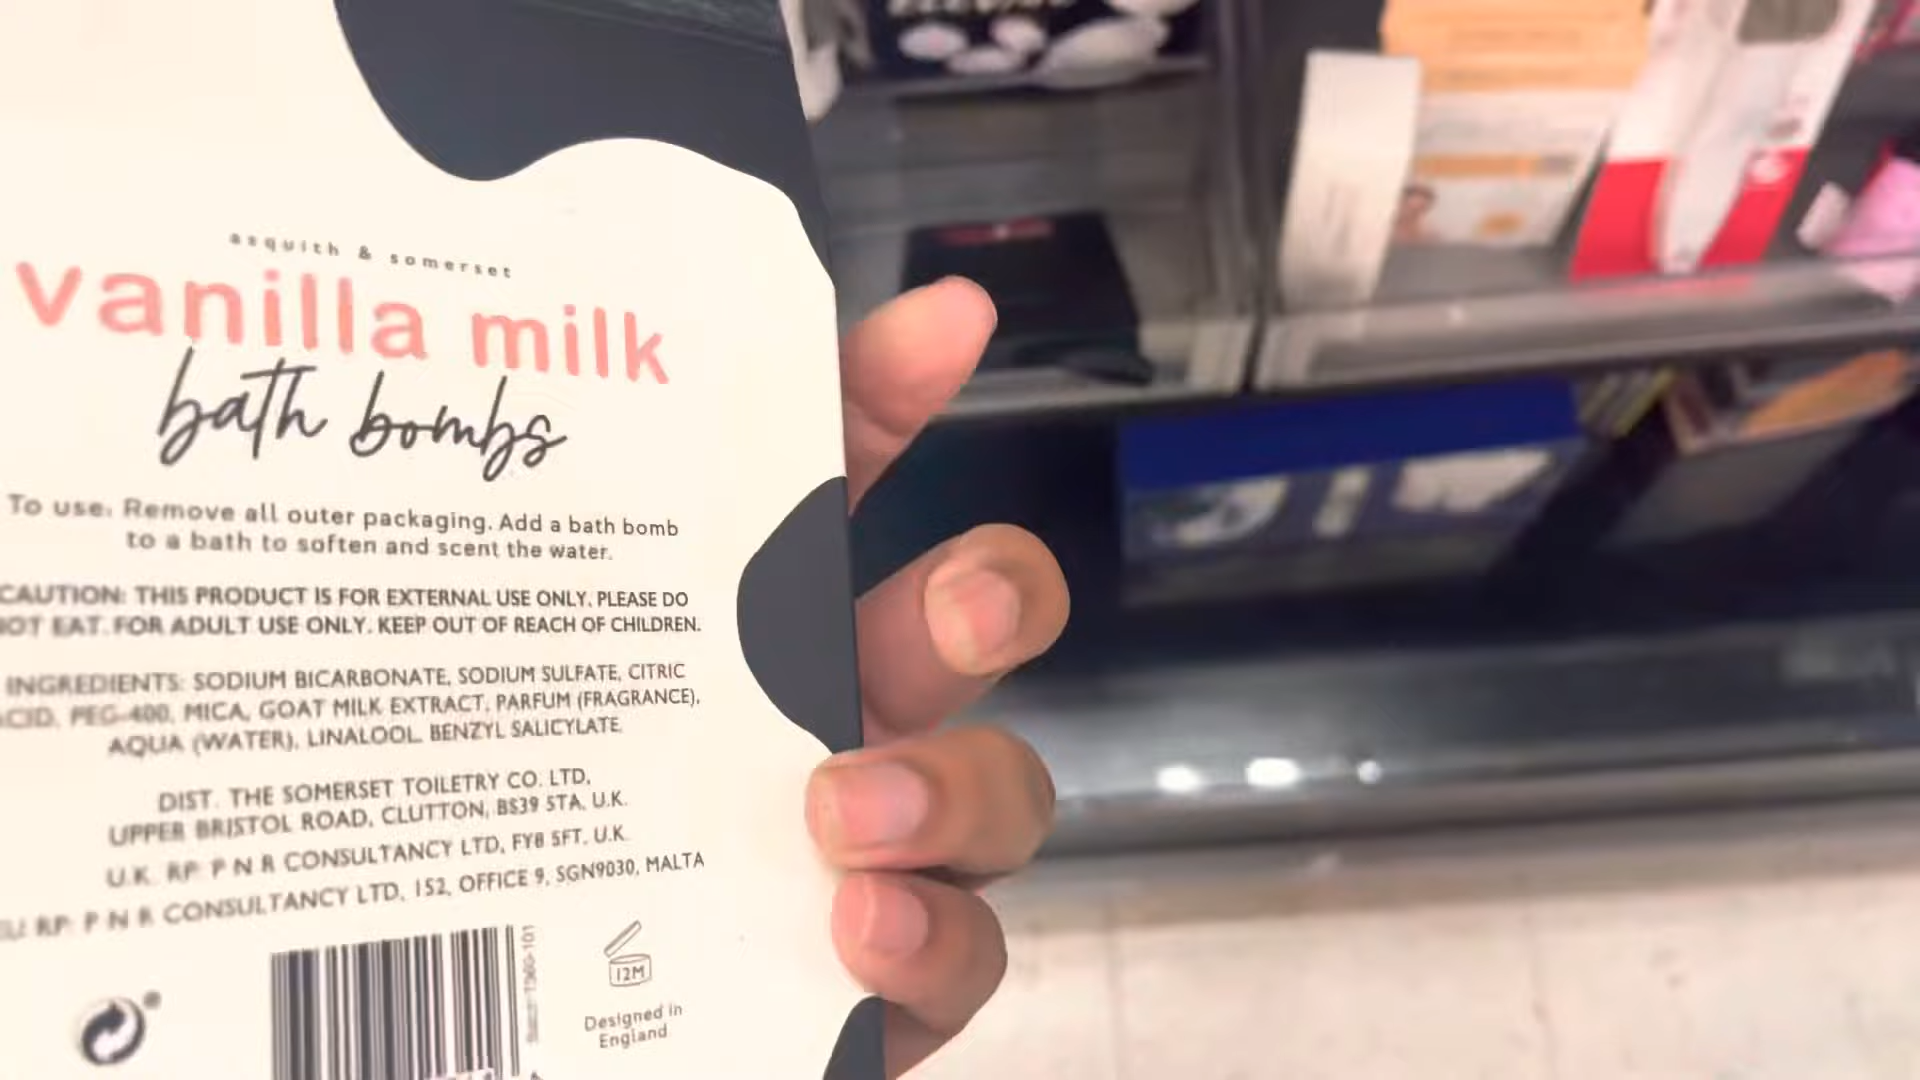 asquith & somerset
vanilla milk
bath bombs
To use: Remove all outer packaging. Add a bath bomb
to a bath to soften and scent the water.
CAUTION: THIS PRODUCT IS FOR EXTERNAL USE ONLY. PLEASE DO
NOT EAT. FOR ADULT USE ONLY. KEEP OUT OF REACH OF CHILDREN.
INGREDIENTS: SODIUM BICARBONATE, SODIUM SULFATE, CITRIC
ACID, PEG-400, MICA, GOAT MILK EXTRACT, PARFUM (FRAGRANCE),
AQUA (WATER), LINALOOL, BENZYL SALICYLATE.
DIST. THE SOMERSET TOILETRY CO. LTD,
UPPER BRISTOL ROAD, CLUTTON, BS39 5TA, U.K.
U.K. RP: P N R CONSULTANCY LTD, FY8 5FT, U.K.
EU RP: P N R CONSULTANCY LTD, 152, OFFICE 9, SGN9030, MALTA
12M
Designed in
England